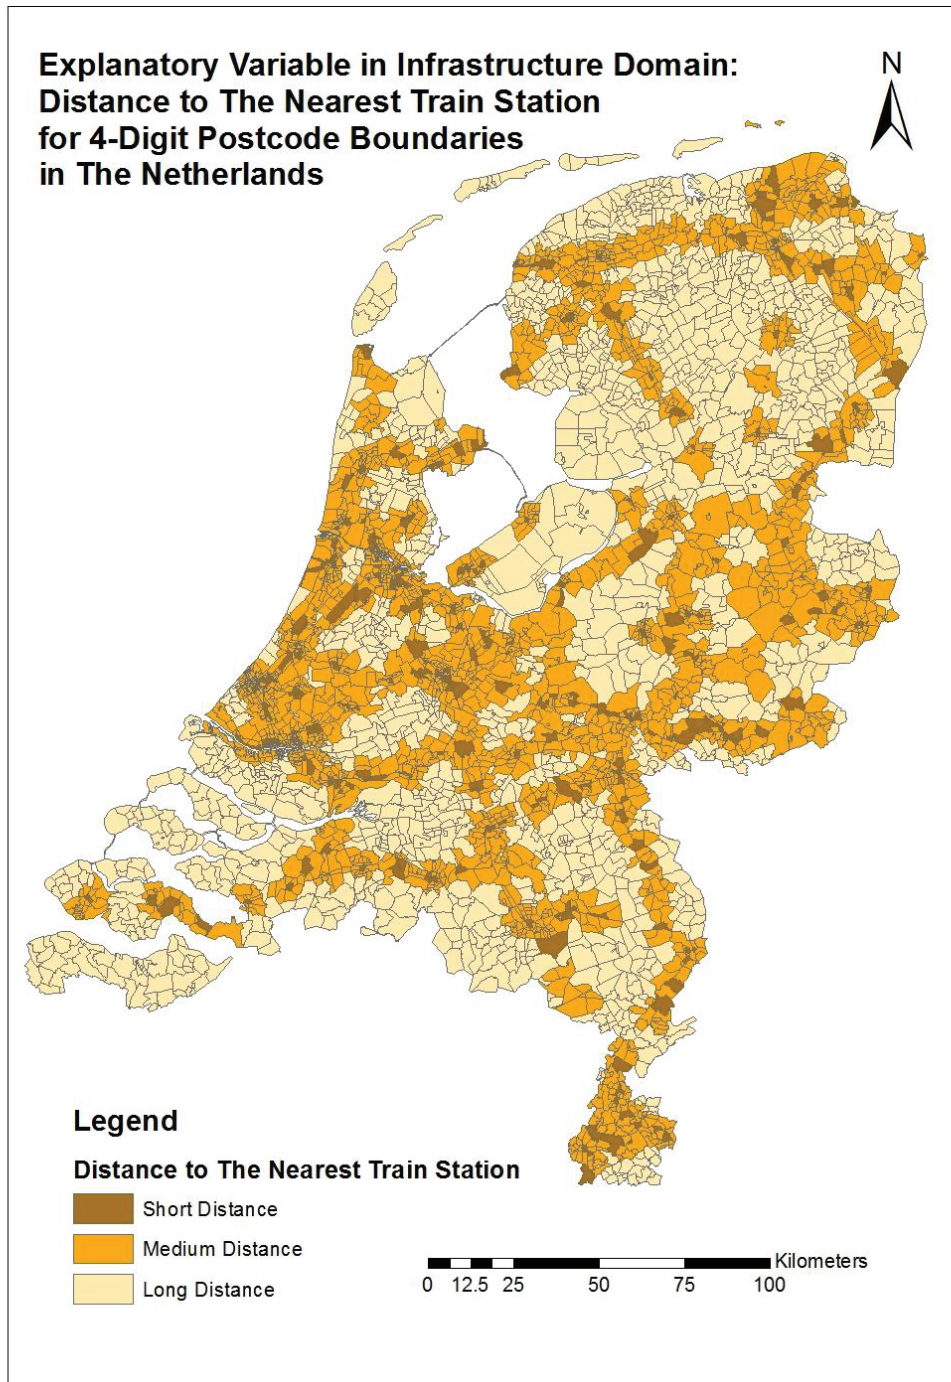 Explanatory Variable in Infrastructure Domain:
Distance to The Nearest Train Station
for 4-Digit Postcode Boundaries
in The Netherlands
N
Legend
Distance to The Nearest Train Station
Short Distance
Medium Distance
Long Distance
Kilometers
0 12.5 25 50 75 100